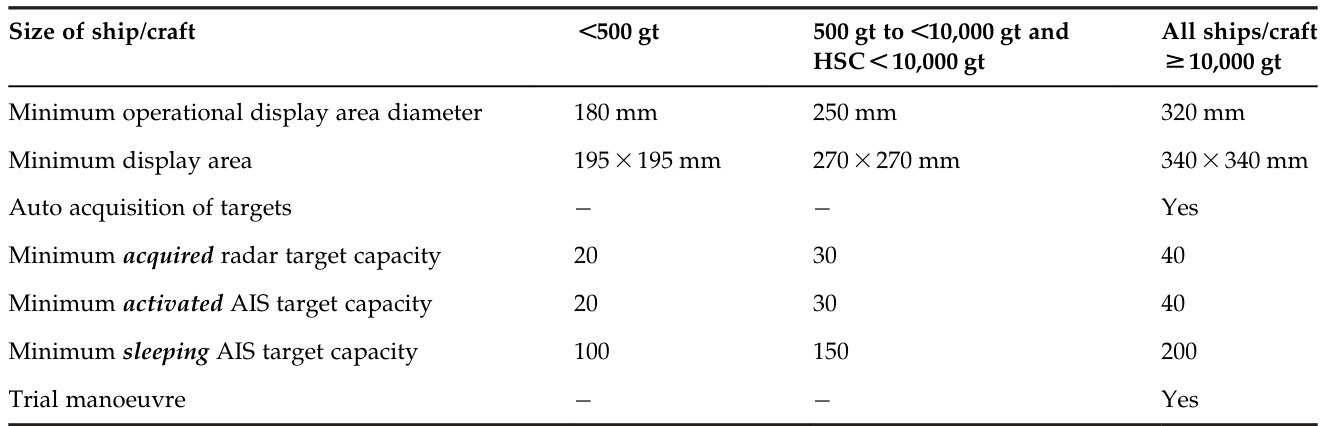 Size of ship/craft <500 gt 500 gt to <10,000 gt and All ships/craft
HSC < 10,000 gt ≥ 10,000 gt
Minimum operational display area diameter 180 mm 250 mm 320 mm
Minimum display area 195 × 195 mm 270 × 270 mm 340 × 340 mm
Auto acquisition of targets – – Yes
Minimum acquired radar target capacity 20 30 40
Minimum activated AIS target capacity 20 30 40
Minimum sleeping AIS target capacity 100 150 200
Trial manoeuvre – – Yes